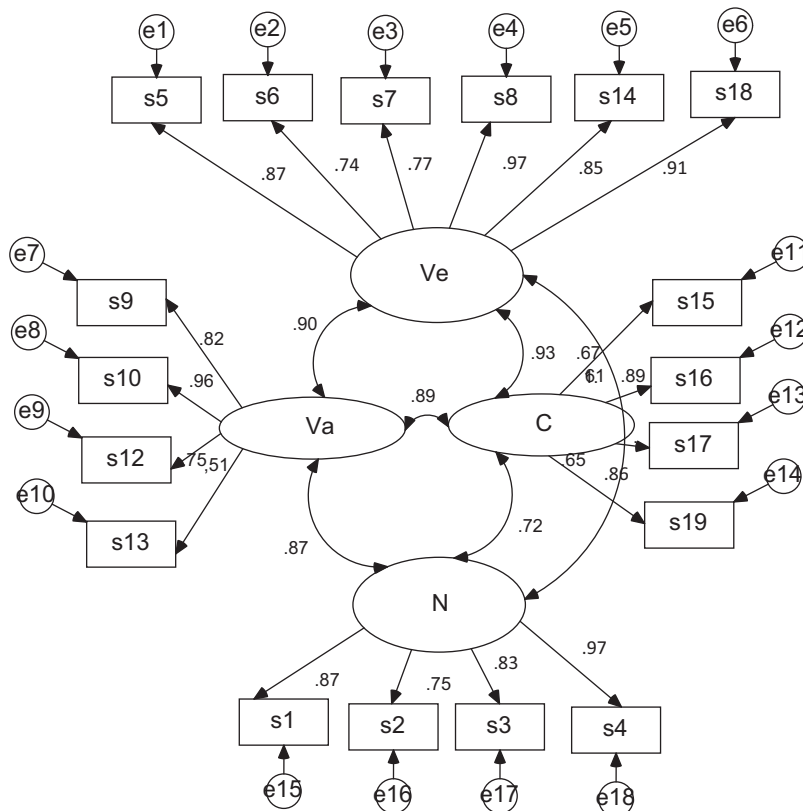 e1 e2 e3 e4 e5 e6
s5 s6 s7 s8 s14 s18
.87 .74 .77 .97 .85 .91
Ve
e7 e11
s9 s15
.82 .90 .93 .67
e8 e12
s10 s16
.96 .89 .61 .89
e9 e13
Va C
s12 s17
.75 ,51 .65 .86
e10 e14
s13 s19
.87 .72
N
.87 .75 .83 .97
s1 s2 s3 s4
e15 e16 e17 e18